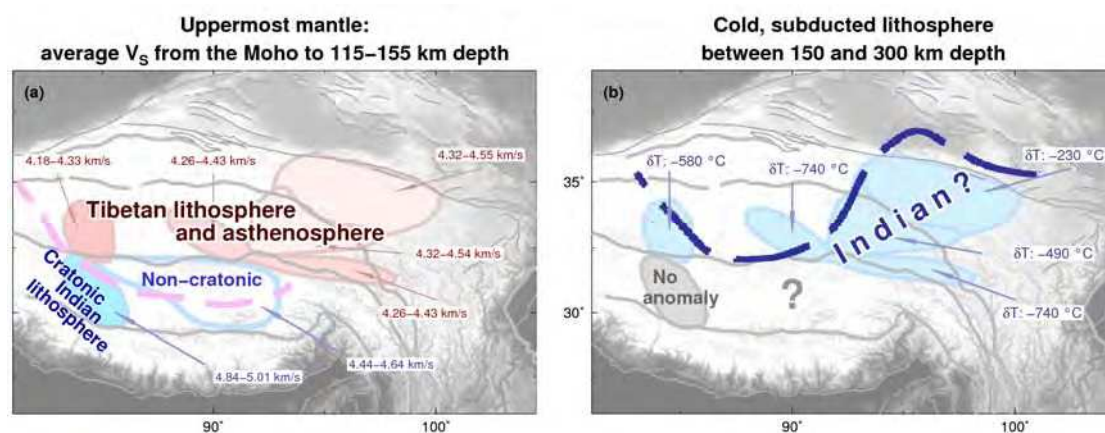 Uppermost mantle:
average VS from the Moho to 115–155 km depth
(a)
4.18–4.33 km/s
4.26–4.43 km/s
4.32–4.55 km/s
35˚
Tibetan lithosphere
and asthenosphere
4.32–4.54 km/s
Non–cratonic
Cratonic
Indian
lithosphere
4.26–4.43 km/s
30˚
4.44–4.64 km/s
4.84–5.01 km/s
90˚
100˚
Cold, subducted lithosphere
between 150 and 300 km depth
(b)
δT: –580 °C
δT: –740 °C
δT: –230 °C
35˚
Indian ?
δT: –490 °C
No
anomaly
?
δT: –740 °C
30˚
90˚
100˚